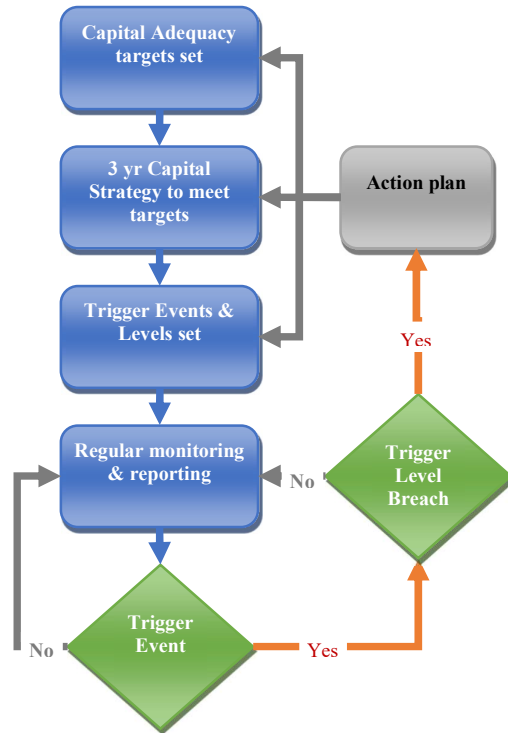 Capital Adequacy
targets set
3 yr Capital
Strategy to meet
targets
Action plan
Trigger Events &
Levels set
Yes
Regular monitoring
& reporting
No
Trigger
Level
Breach
Trigger
Event
No
Yes